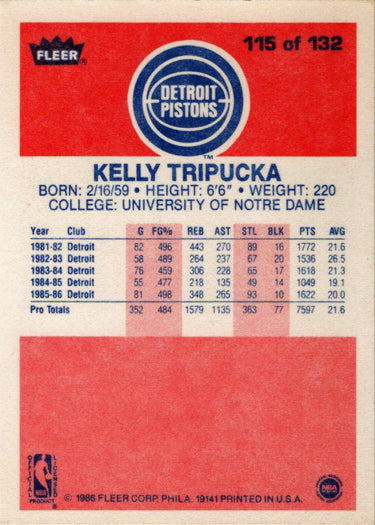 FLEER®
115 of 132
DETROIT
PISTONS
™
KELLY TRIPUCKA
BORN: 2/16/59 • HEIGHT: 6'6" • WEIGHT: 220
COLLEGE: UNIVERSITY OF NOTRE DAME
Year Club G FG% REB AST STL BLK PTS AVG
1981-82 Detroit 82 496 443 270 89 16 1772 21.6
1982-83 Detroit 58 489 264 237 67 20 1536 26.5
1983-84 Detroit 76 459 306 228 65 17 1618 21.3
1984-85 Detroit 55 477 218 135 49 14 1049 19.1
1985-86 Detroit 81 498 348 265 93 10 1622 20.0
Pro Totals 352 484 1579 1135 363 77 7597 21.6
OFFICIAL LICENSED
NBA
PRODUCT
NBA
© 1986 FLEER CORP. PHILA. 19141 PRINTED IN U.S.A.